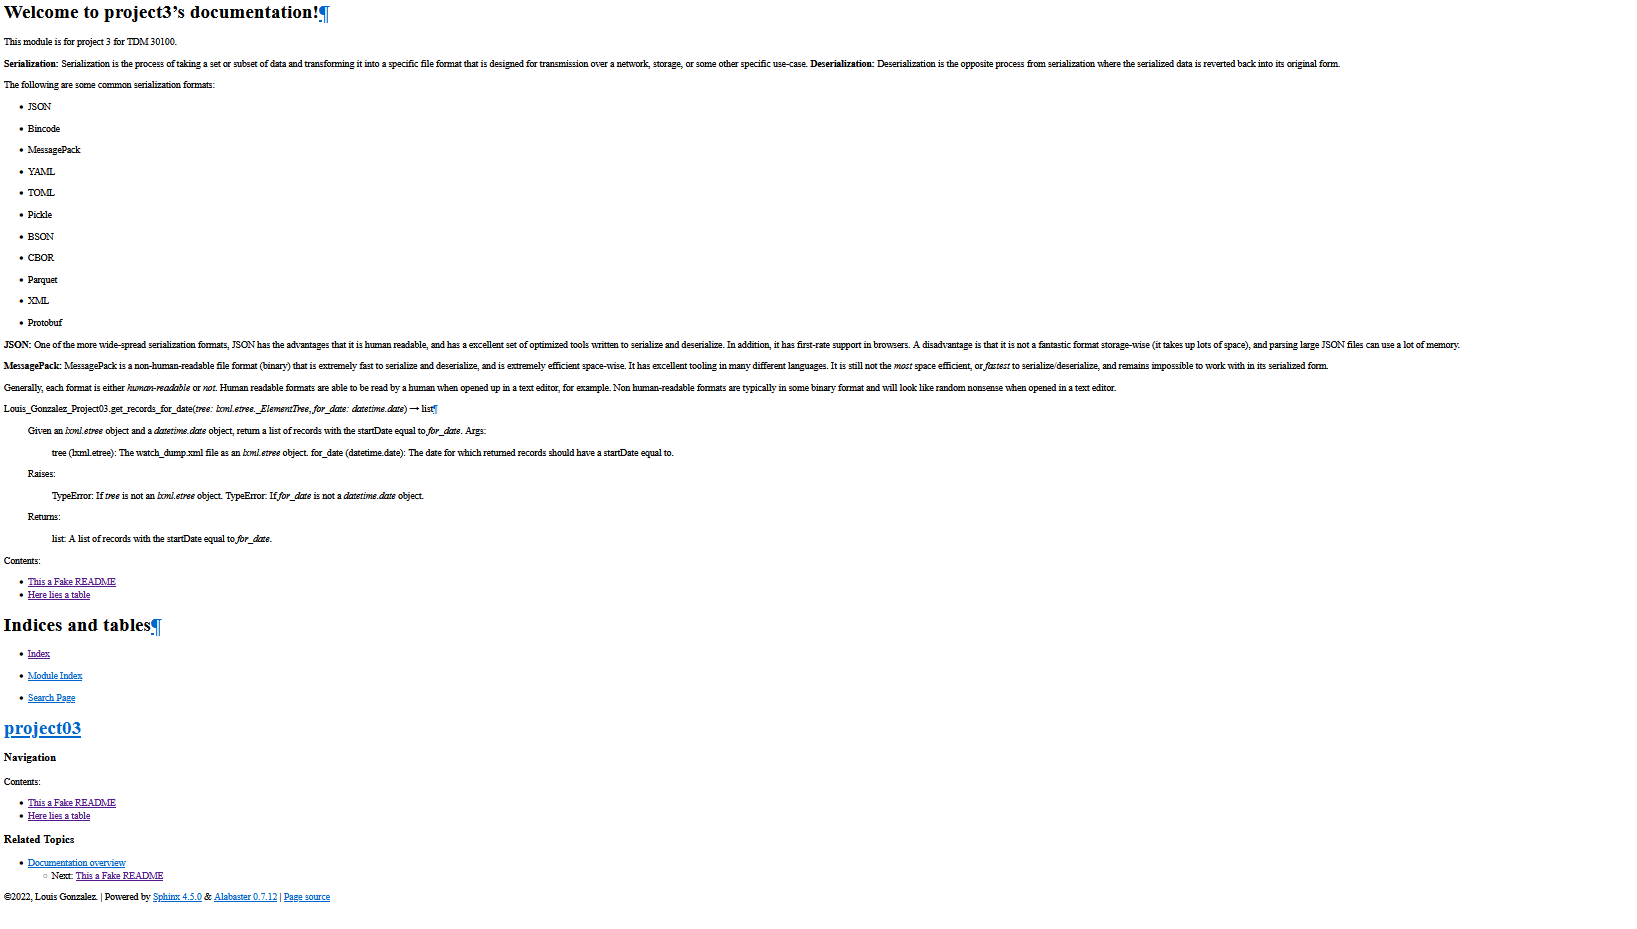 Welcome to project3’s documentation!¶
This module is for project 3 for TDM 30100.
Serialization: Serialization is the process of taking a set or subset of data and transforming it into a specific file format that is designed for transmission over a network, storage, or some other specific use-case. Deserialization: Deserialization is the opposite process from serialization where the serialized data is reverted back into its original form.
The following are some common serialization formats:
• JSON
• Bincode
• MessagePack
• YAML
• TOML
• Pickle
• BSON
• CBOR
• Parquet
• XML
• Protobuf
JSON: One of the more wide-spread serialization formats, JSON has the advantages that it is human readable, and has a excellent set of optimized tools written to serialize and deserialize. In addition, it has first-rate support in browsers. A disadvantage is that it is not a fantastic format storage-wise (it takes up lots of space), and parsing large JSON files can use a lot of memory.
MessagePack: MessagePack is a non-human-readable file format (binary) that is extremely fast to serialize and deserialize, and is extremely efficient space-wise. It has excellent tooling in many different languages. It is still not the most space efficient, or fastest to serialize/deserialize, and remains impossible to work with in its serialized form.
Generally, each format is either human-readable or not. Human readable formats are able to be read by a human when opened up in a text editor, for example. Non human-readable formats are typically in some binary format and will look like random nonsense when opened in a text editor.
Louis_Gonzalez_Project03.get_records_for_date(tree: lxml.etree._ElementTree, for_date: datetime.date) → list¶
Given an lxml.etree object and a datetime.date object, return a list of records with the startDate equal to for_date. Args:
tree (lxml.etree): The watch_dump.xml file as an lxml.etree object. for_date (datetime.date): The date for which returned records should have a startDate equal to.
Raises:
TypeError: If tree is not an lxml.etree object. TypeError: If for_date is not a datetime.date object.
Returns:
list: A list of records with the startDate equal to for_date.
Contents:
• This a Fake README
• Here lies a table
Indices and tables¶
• Index
• Module Index
• Search Page
project03
Navigation
Contents:
• This a Fake README
• Here lies a table
Related Topics
• Documentation overview
◦ Next: This a Fake README
©2022, Louis Gonzalez. | Powered by Sphinx 4.5.0 & Alabaster 0.7.12 | Page source